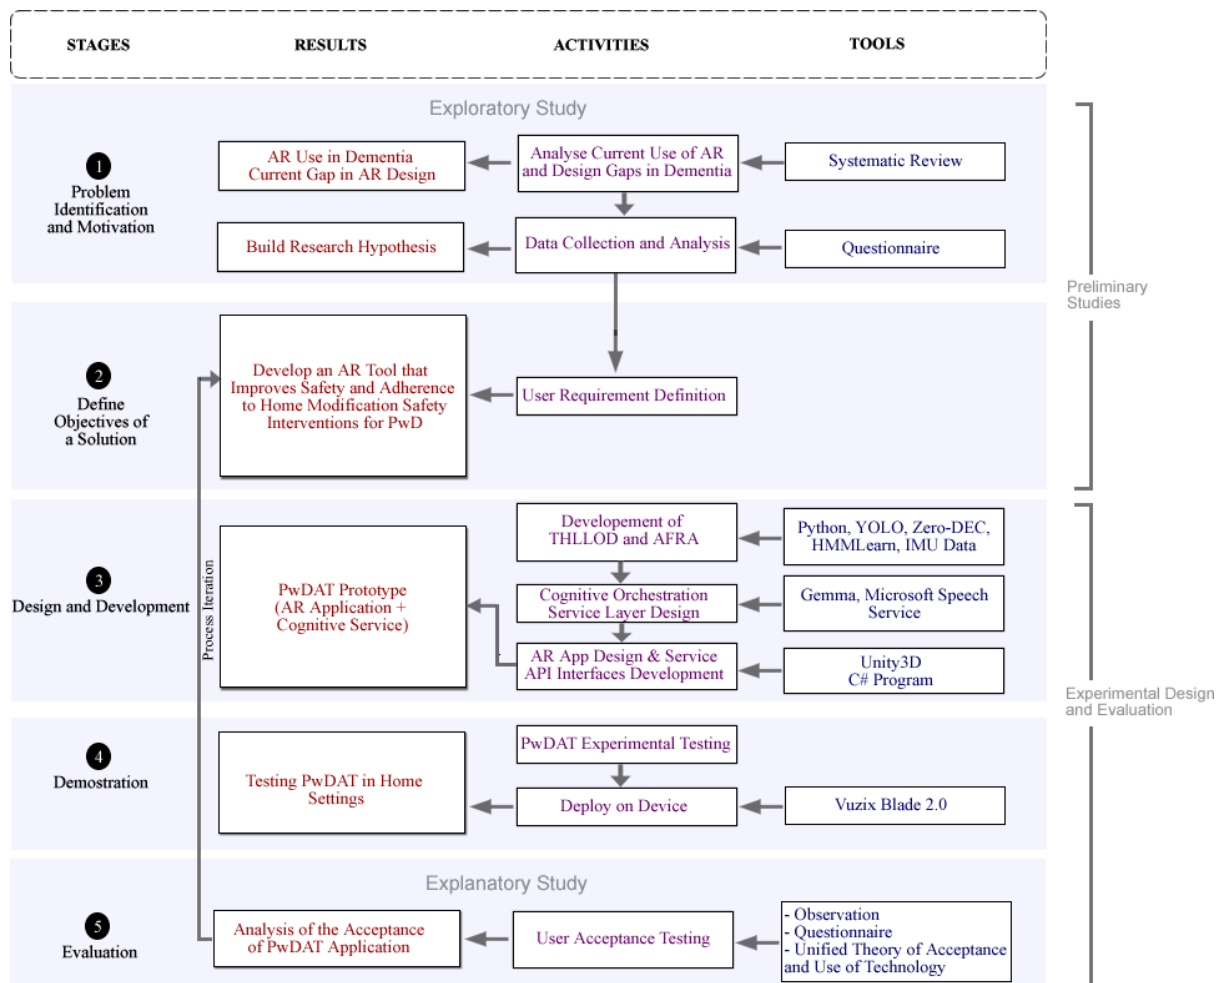 STAGES
RESULTS
ACTIVITIES
TOOLS
Exploratory Study
1
Problem
Identification
and Motivation
AR Use in Dementia
Current Gap in AR Design
Analyse Current Use of AR
and Design Gaps in Dementia
Systematic Review
Build Research Hypothesis
Data Collection and Analysis
Questionnaire
Preliminary
Studies
2
Define
Objectives of
a Solution
Develop an AR Tool that
Improves Safety and Adherence
to Home Modification Safety
Interventions for PwD
User Requirement Definition
3
Design and Development
Process Iteration
PwDAT Prototype
(AR Application +
Cognitive Service)
Developement of
THLLOD and AFRA
Python, YOLO, Zero-DEC,
HMMLearn, IMU Data
Cognitive Orchestration
Service Layer Design
Gemma, Microsoft Speech
Service
AR App Design & Service
API Interfaces Development
Unity3D
C# Program
Experimental Design
and Evaluation
4
Demostration
Testing PwDAT in Home
Settings
PwDAT Experimental Testing
Deploy on Device
Vuzix Blade 2.0
Explanatory Study
5
Evaluation
Analysis of the Acceptance
of PwDAT Application
User Acceptance Testing
- Observation
- Questionnaire
- Unified Theory of Acceptance
and Use of Technology